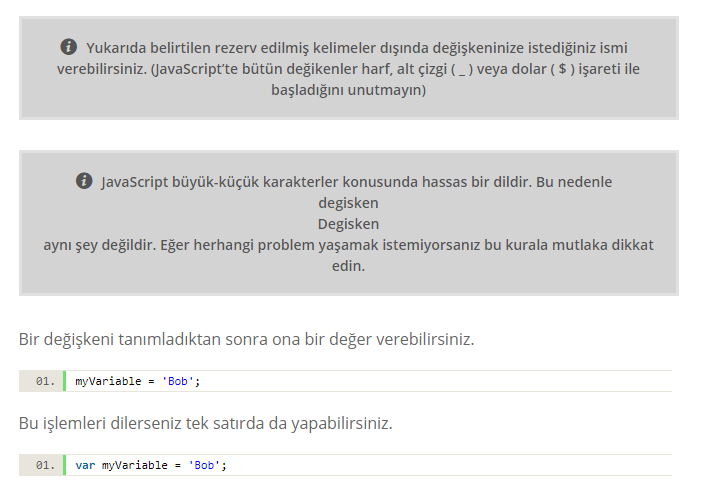 Yukarıda belirtilen rezerv edilmiş kelimeler dışında değişkeninize istediğiniz ismi
verebilirsiniz. (JavaScript'te bütün değikenler harf, alt çizgi ( _ ) veya dolar ( $ ) işareti ile
başladığını unutmayın)
JavaScript büyük-küçük karakterler konusunda hassas bir dildir. Bu nedenle
degisken
Degisken
aynı şey değildir. Eğer herhangi problem yaşamak istemiyorsanız bu kurala mutlaka dikkat
edin.
Bir değişkeni tanımladıktan sonra ona bir değer verebilirsiniz.
01. myVariable = 'Bob';
Bu işlemleri dilerseniz tek satırda da yapabilirsiniz.
01. var myVariable = 'Bob';